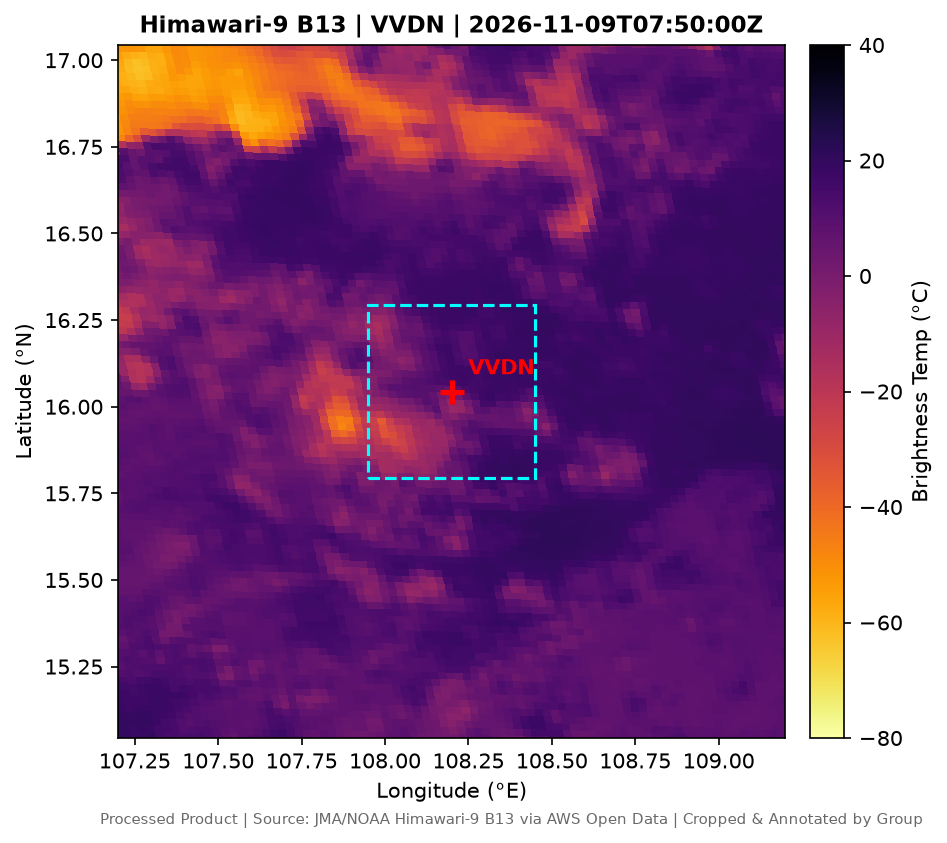 Himawari-9 B13 | VVDN | 2026-11-09T07:50:00Z
17.00
16.75
16.50
16.25
16.00
15.75
15.50
15.25
Latitude (°N)
VVDN
107.25 107.50 107.75 108.00 108.25 108.50 108.75 109.00
Longitude (°E)
40
20
0
−20
−40
−60
−80
Brightness Temp (°C)
Processed Product | Source: JMA/NOAA Himawari-9 B13 via AWS Open Data | Cropped & Annotated by Group